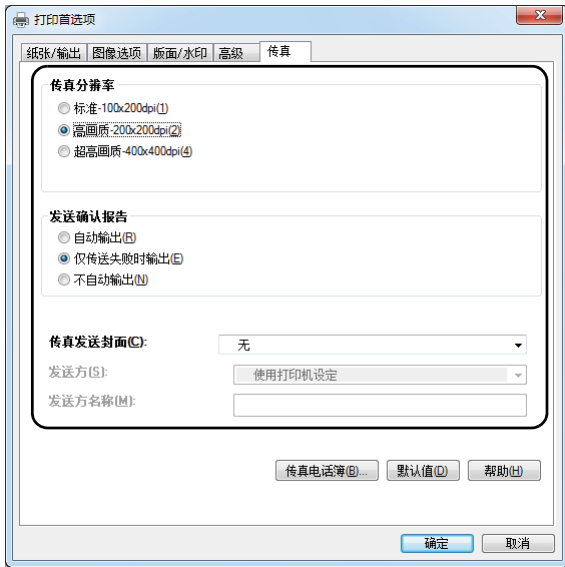 打印首选项
纸张/输出 图像选项 版面/水印 高级 传真
传真分辨率
标准-100x200dpi(1)
高画质-200x200dpi(2)
超高画质-400x400dpi(4)
发送确认报告
自动输出(R)
仅传送失败时输出(E)
不自动输出(N)
传真发送封面(C): 无
发送方(S): 使用打印机设定
发送方名称(M):
传真电话簿(B)... 默认值(D) 帮助(H)
确定 取消